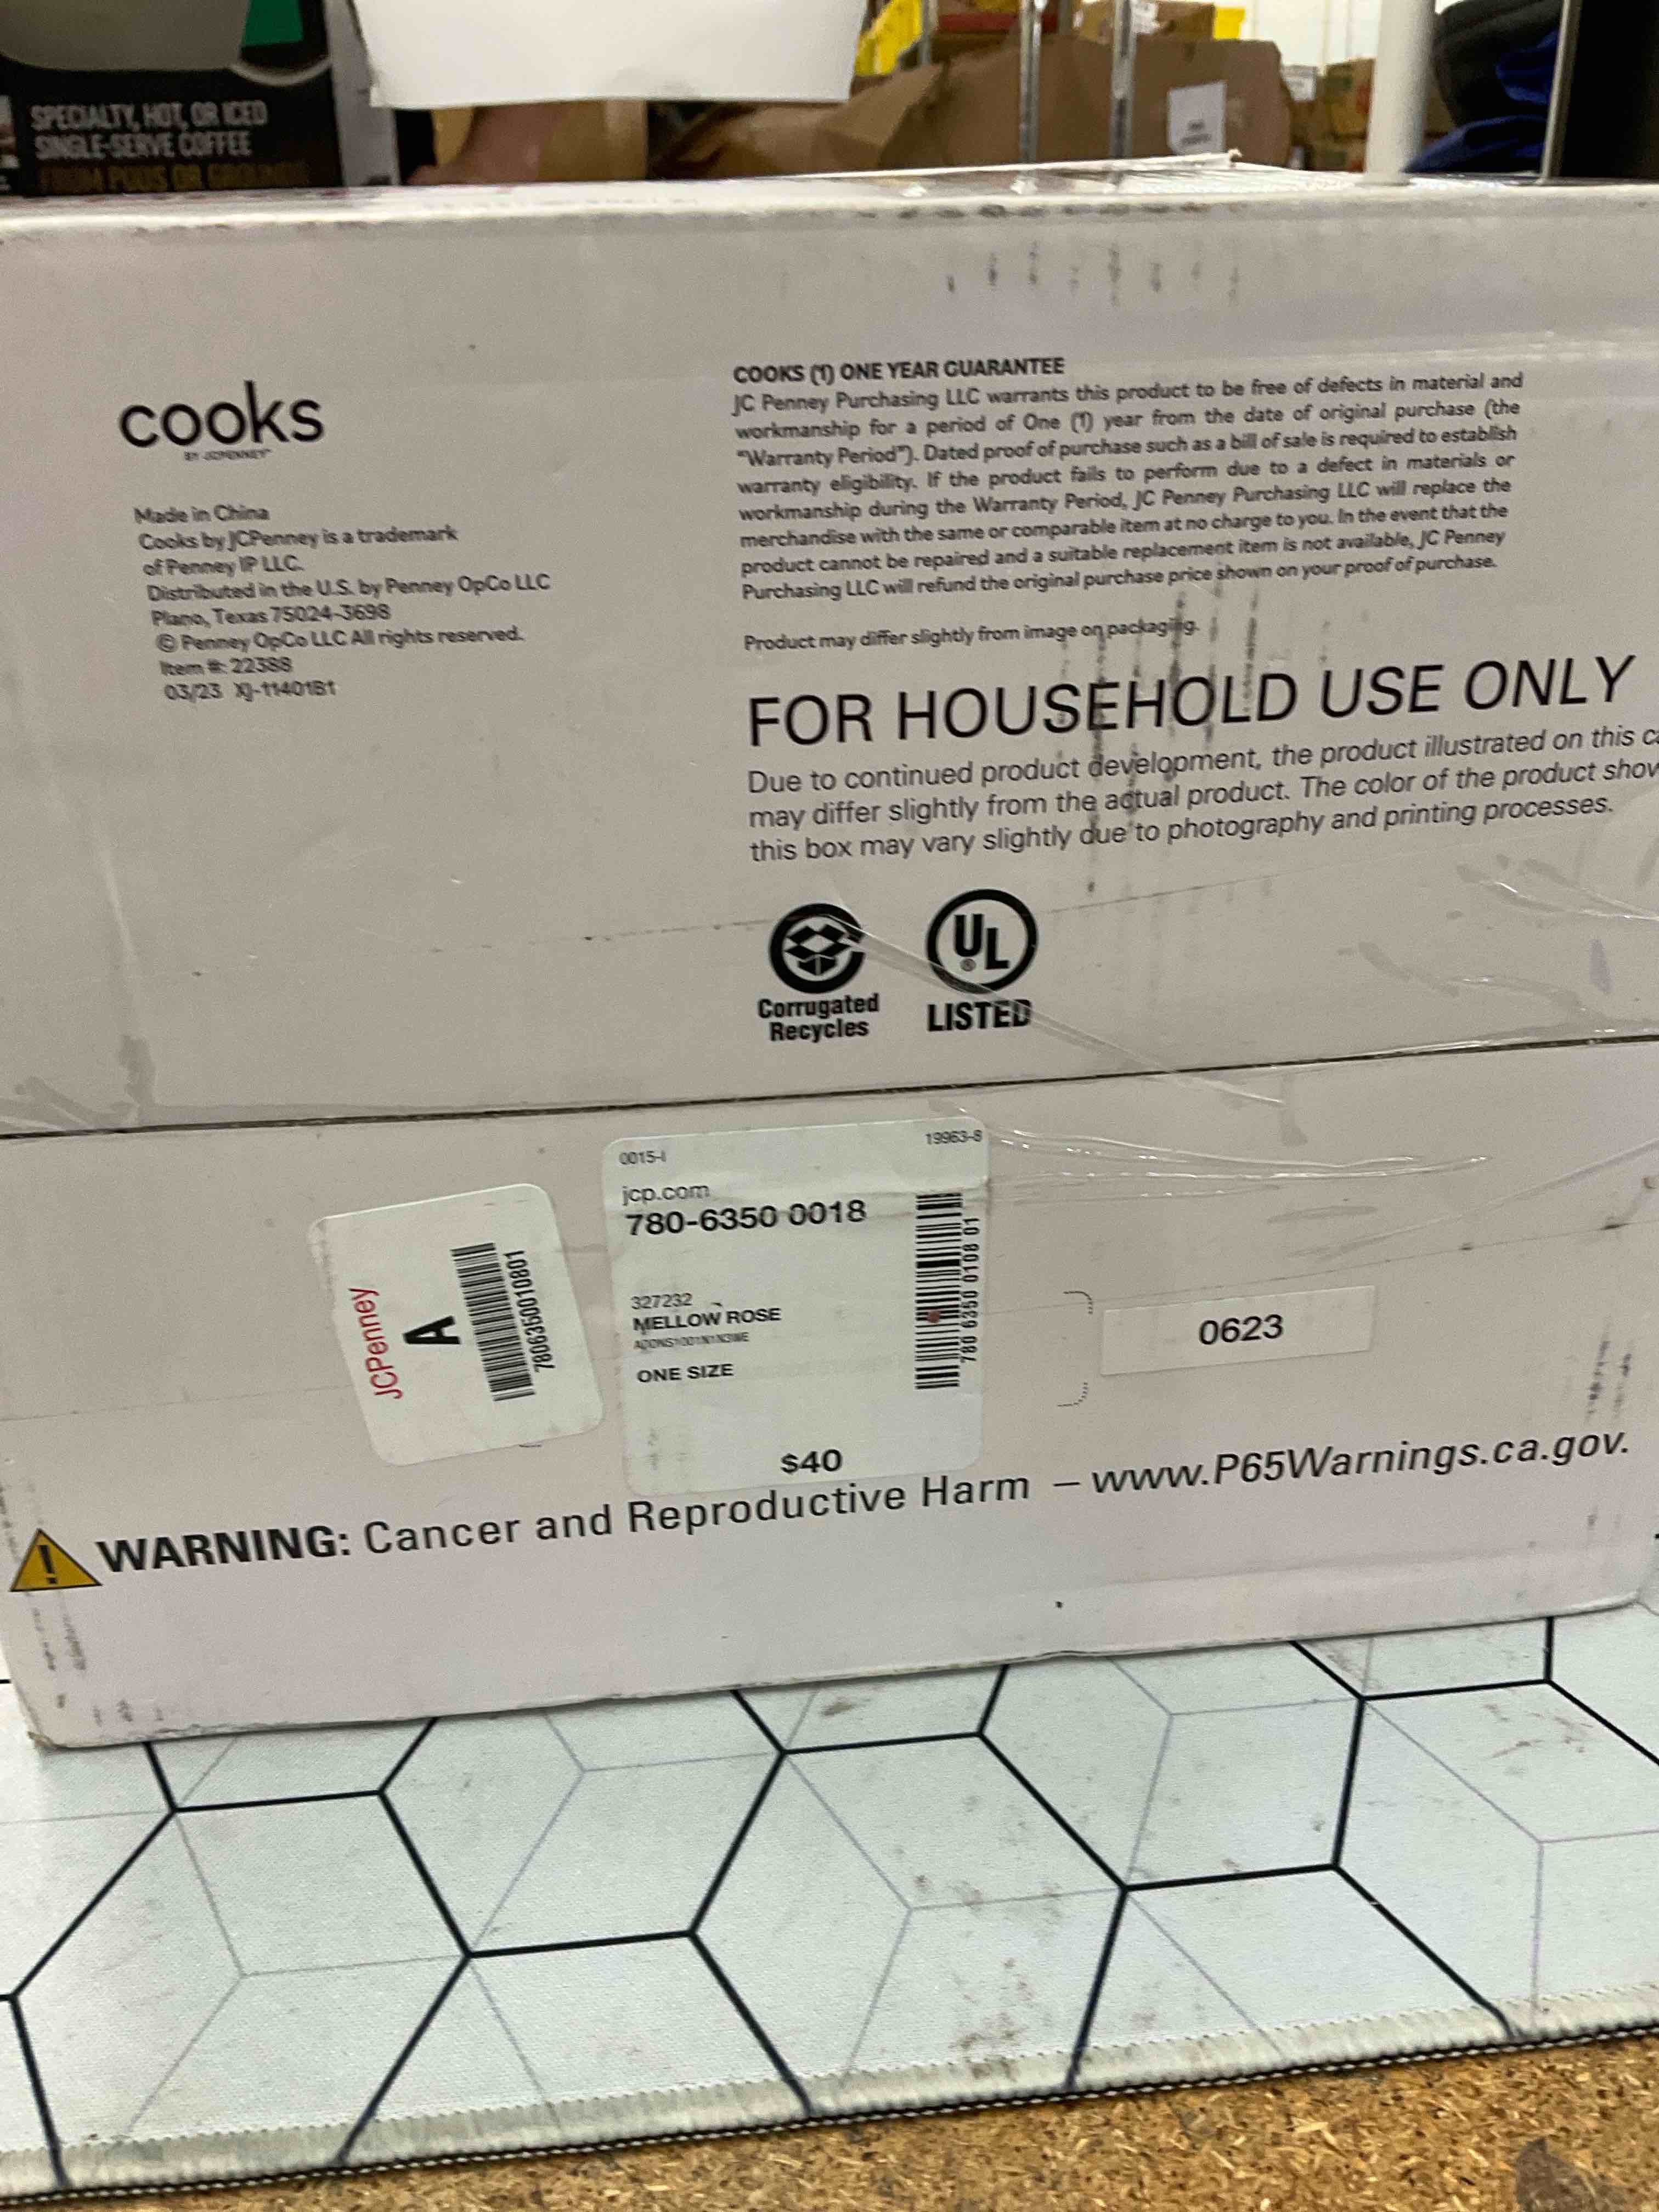 SPECIALTY, HOT, OR ICED
SINGLE-SERVE COFFEE
FROM PODS OR GROUNDS
cooks
BY JCPENNEY™
Made in China
Cooks by JCPenney is a trademark
of Penney IP LLC.
Distributed in the U.S. by Penney OpCo LLC
Plano, Texas 75024-3698
© Penney OpCo LLC All rights reserved.
Item #: 22388
03/23 XJ-11401B1
COOKS (1) ONE YEAR GUARANTEE
JC Penney Purchasing LLC warrants this product to be free of defects in material and
workmanship for a period of One (1) year from the date of original purchase (the
"Warranty Period"). Dated proof of purchase such as a bill of sale is required to establish
warranty eligibility. If the product fails to perform due to a defect in materials or
workmanship during the Warranty Period, JC Penney Purchasing LLC will replace the
merchandise with the same or comparable item at no charge to you. In the event that the
product cannot be repaired and a suitable replacement item is not available, JC Penney
Purchasing LLC will refund the original purchase price shown on your proof of purchase.
Product may differ slightly from image on packaging.
FOR HOUSEHOLD USE ONLY
Due to continued product development, the product illustrated on this
may differ slightly from the actual product. The color of the product
this box may vary slightly due to photography and printing processes.
Corrugated
Recycles
UL
®
LISTED
JCPenney
A
7806350010801
0015-I
19963-8
jcp.com
780-6350 0018
327232
MELLOW ROSE
ONE SIZE
$40
780 6350 0108 01
0623
WARNING: Cancer and Reproductive Harm – www.P65Warnings.ca.gov.